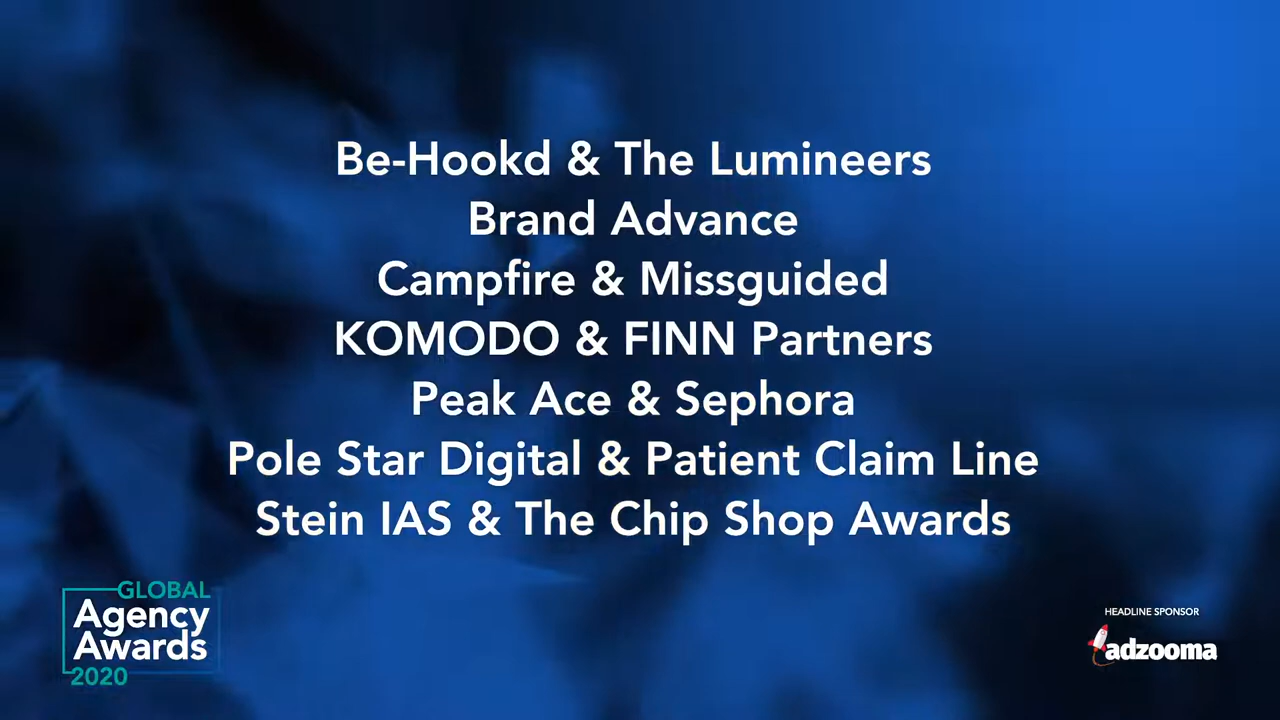 Be-Hookd & The Lumineers
Brand Advance
Campfire & Missguided
KOMODO & FINN Partners
Peak Ace & Sephora
Pole Star Digital & Patient Claim Line
Stein IAS & The Chip Shop Awards
GLOBAL
Agency
Awards
2020
HEADLINE SPONSOR
adzooma